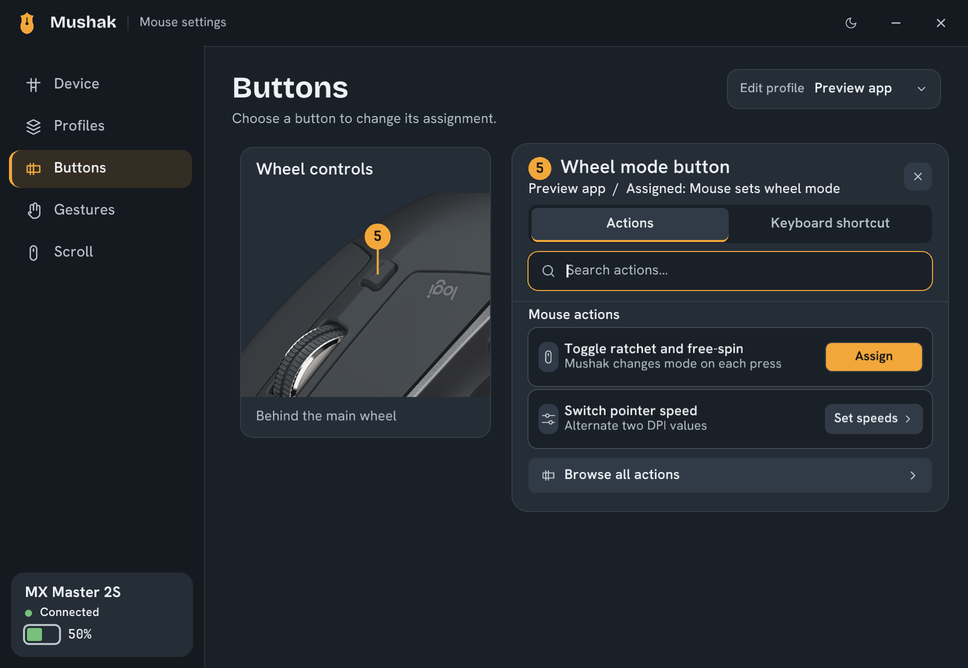 Mushak
Mouse settings
Device
Profiles
Buttons
Gestures
Scroll
MX Master 2S
Connected
50%
Buttons
Choose a button to change its assignment.
Edit profile Preview app
Wheel controls
5
logi
Behind the main wheel
5 Wheel mode button
Preview app / Assigned: Mouse sets wheel mode
Actions
Keyboard shortcut
Search actions...
Mouse actions
Toggle ratchet and free-spin
Mushak changes mode on each press
Assign
Switch pointer speed
Alternate two DPI values
Set speeds
Browse all actions